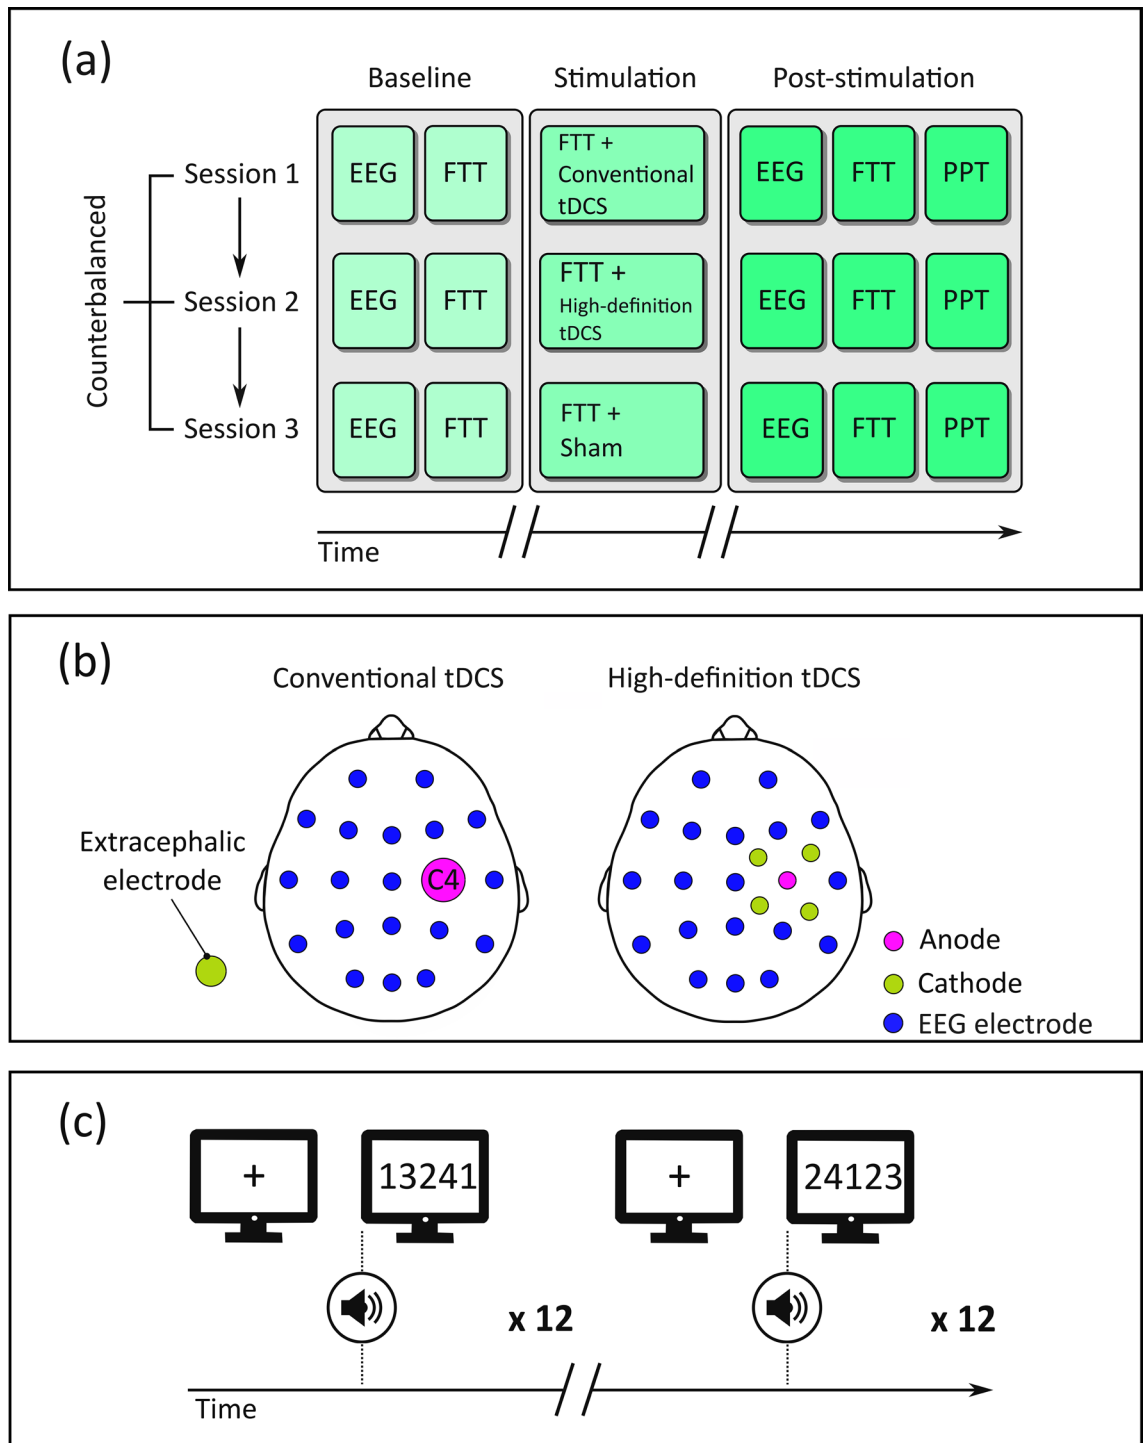 (a)
Baseline
Stimulation
Post-stimulation
Counterbalanced
Session 1
EEG
FTT
FTT +
Conventional
tDCS
EEG
FTT
PPT
Session 2
EEG
FTT
FTT +
High-definition
tDCS
EEG
FTT
PPT
Session 3
EEG
FTT
FTT +
Sham
EEG
FTT
PPT
Time
(b)
Conventional tDCS
High-definition tDCS
Extracephalic
electrode
C4
Anode
Cathode
EEG electrode
(c)
+
13241
+
24123
x 12
x 12
Time